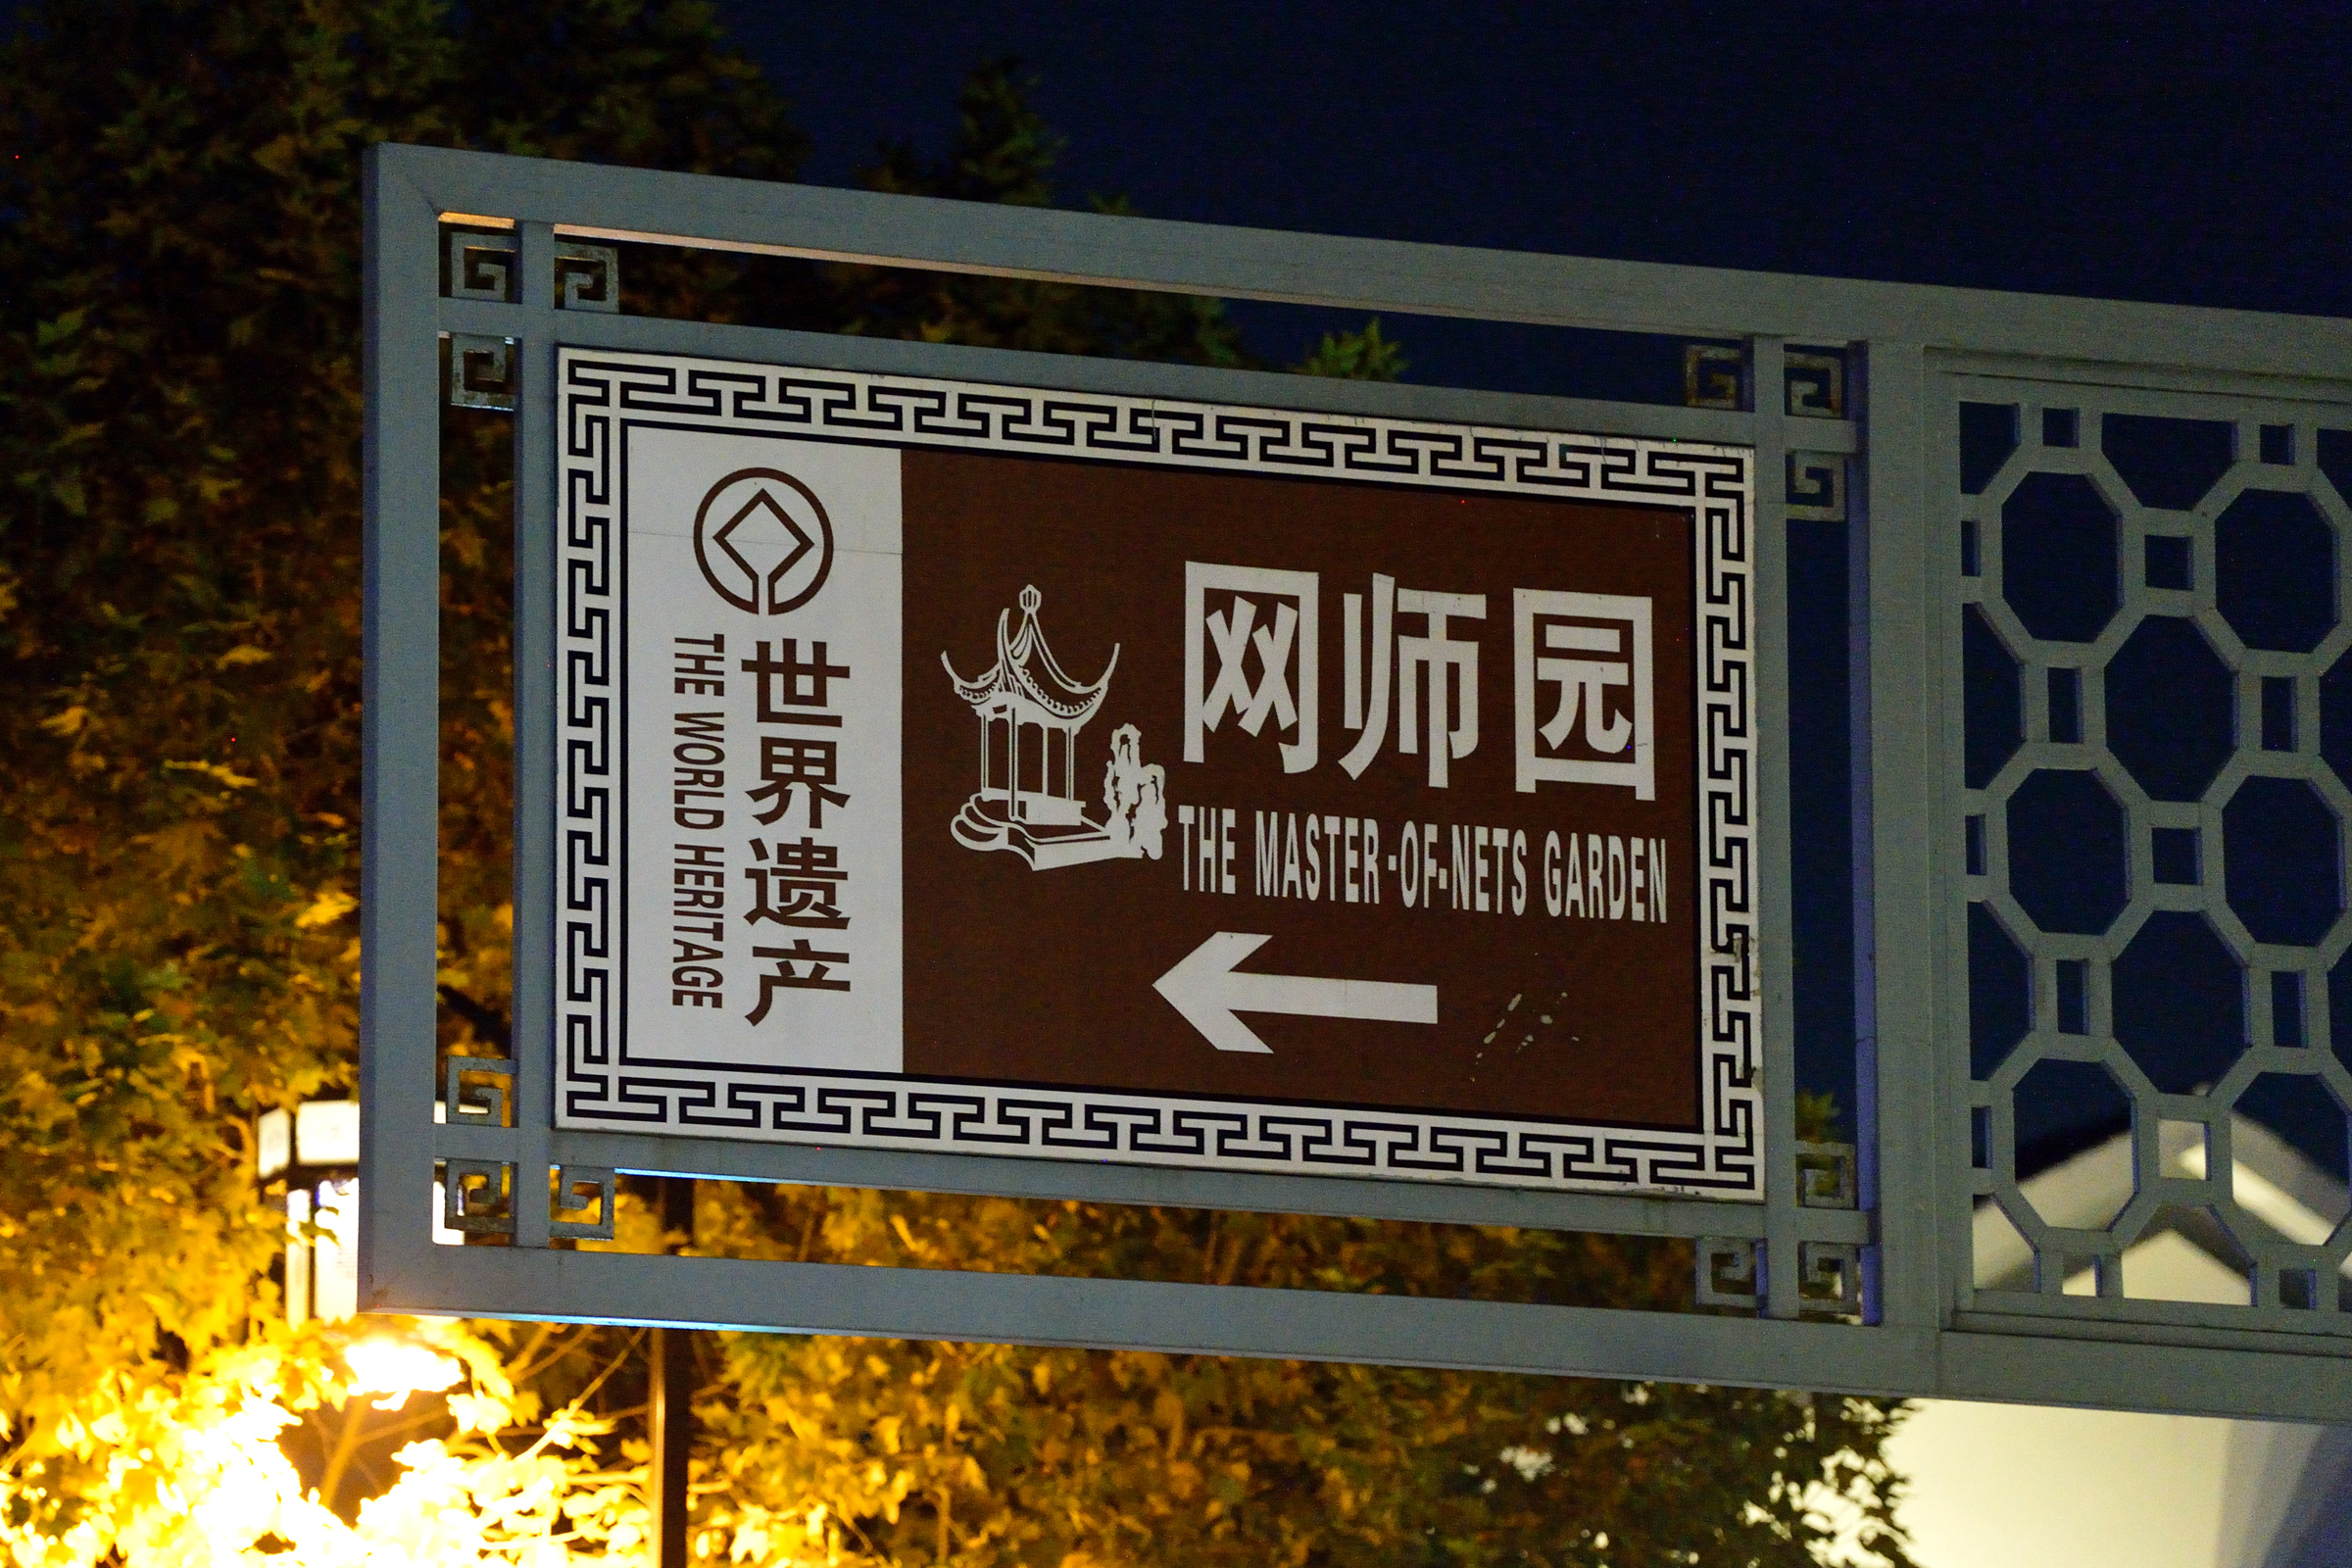 世界遗产
THE WORLD HERITAGE
网师园
THE MASTER-OF-NETS GARDEN